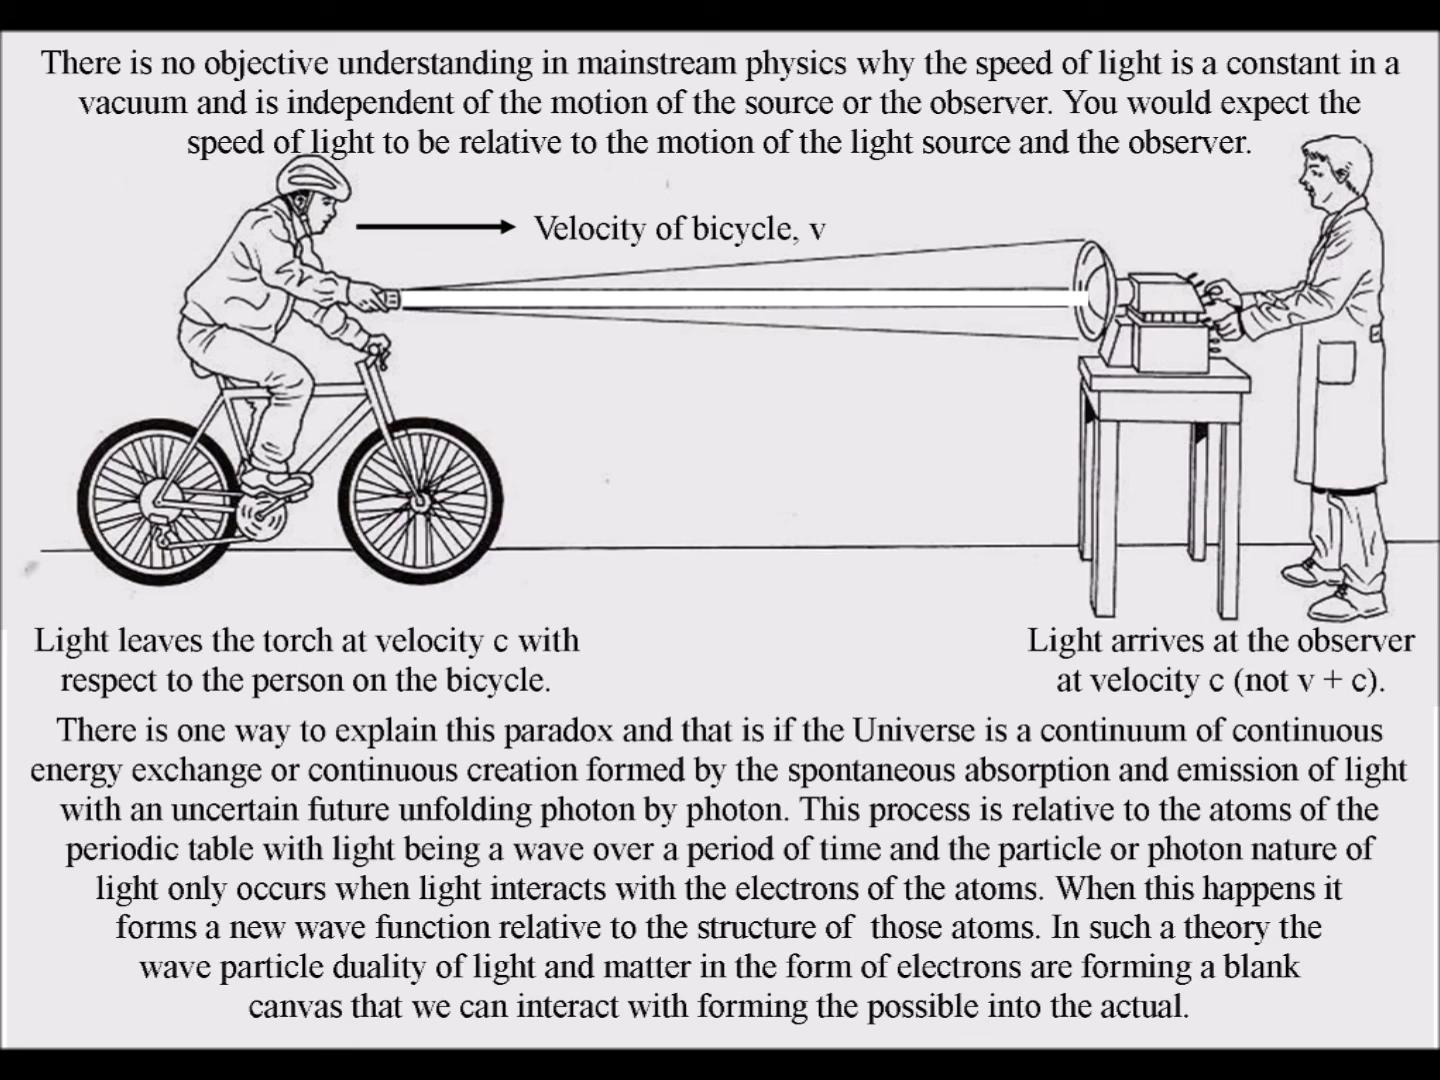 There is no objective understanding in mainstream physics why the speed of light is a constant in a
vacuum and is independent of the motion of the source or the observer. You would expect the
speed of light to be relative to the motion of the light source and the observer.
Velocity of bicycle, v
Light leaves the torch at velocity c with
respect to the person on the bicycle.
Light arrives at the observer
at velocity c (not v + c).
There is one way to explain this paradox and that is if the Universe is a continuum of continuous
energy exchange or continuous creation formed by the spontaneous absorption and emission of light
with an uncertain future unfolding photon by photon. This process is relative to the atoms of the
periodic table with light being a wave over a period of time and the particle or photon nature of
light only occurs when light interacts with the electrons of the atoms. When this happens it
forms a new wave function relative to the structure of those atoms. In such a theory the
wave particle duality of light and matter in the form of electrons are forming a blank
canvas that we can interact with forming the possible into the actual.